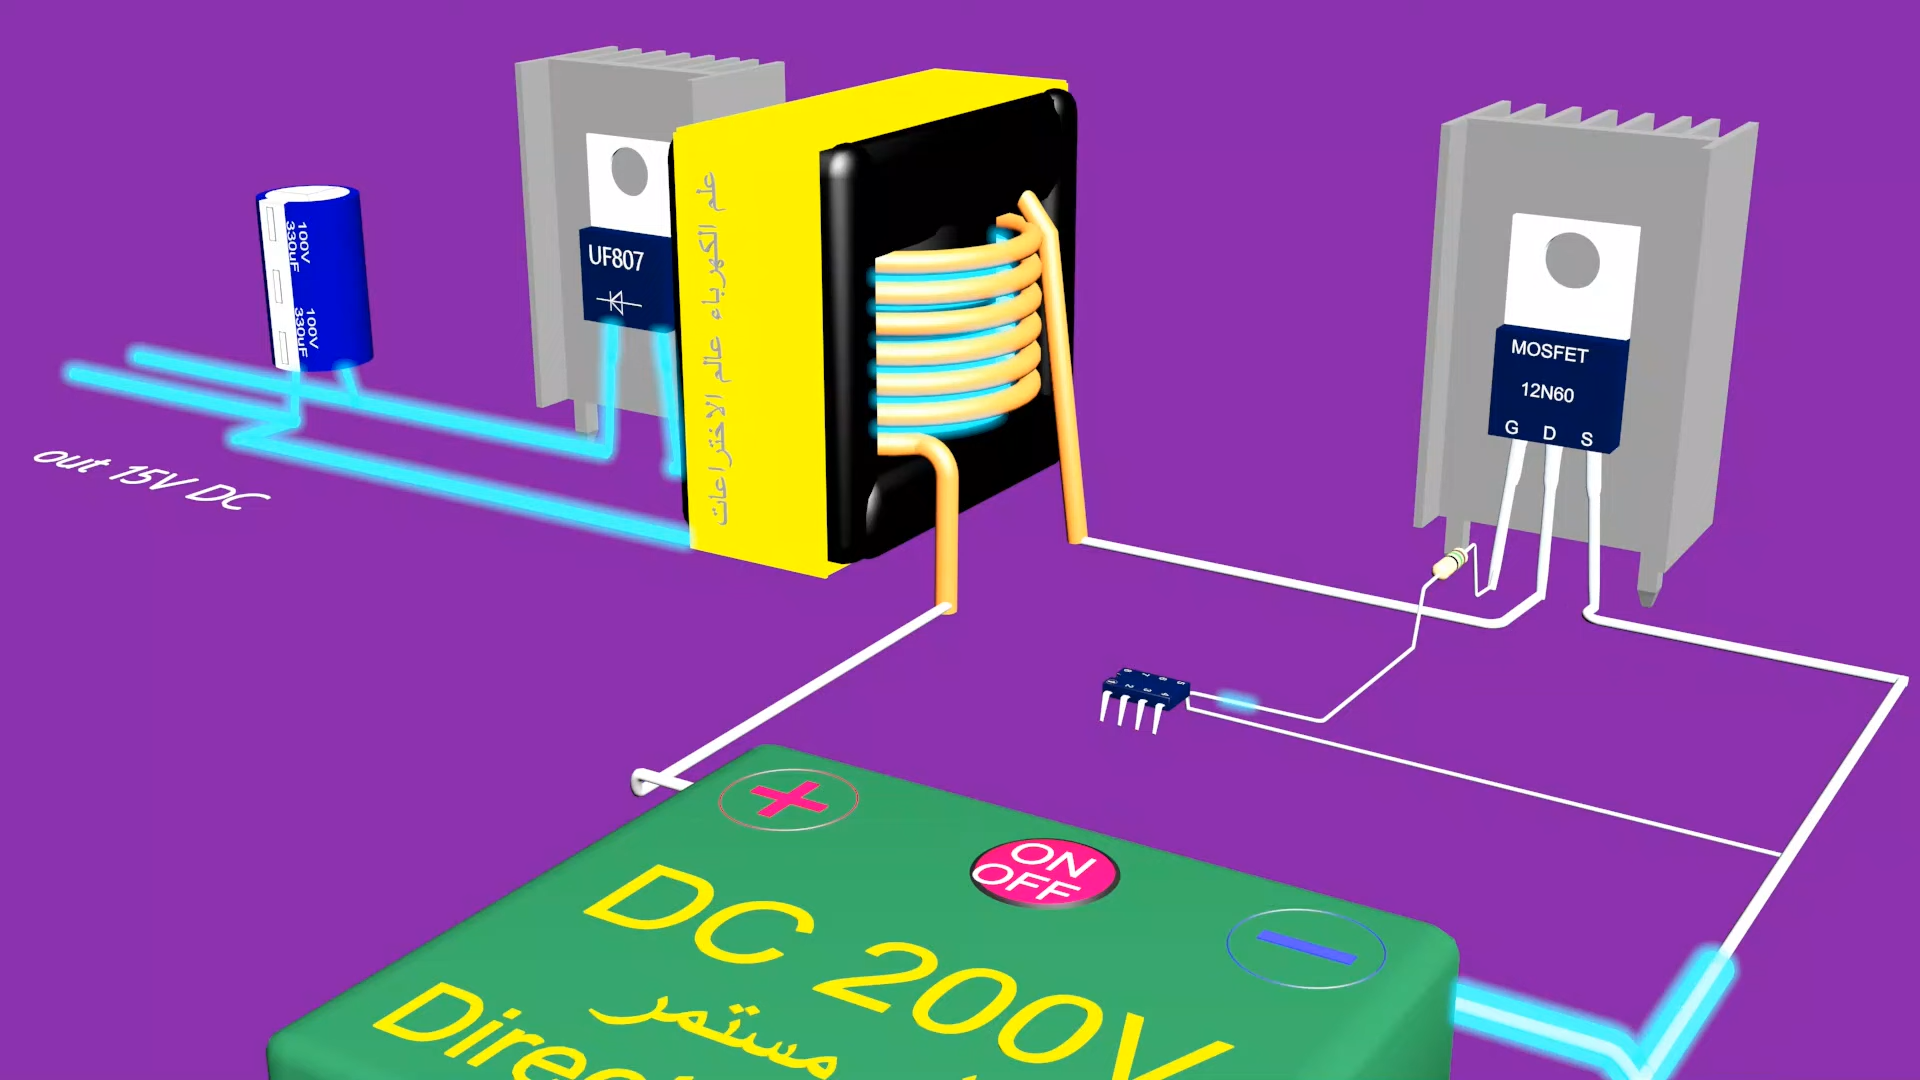 100V
330uF
100V
330uF
UF807
علم الكهرباء عالم الاختراعات
MOSFET
12N60
G D S
out 15V DC
ON
OFF
DC 200V
مستمر